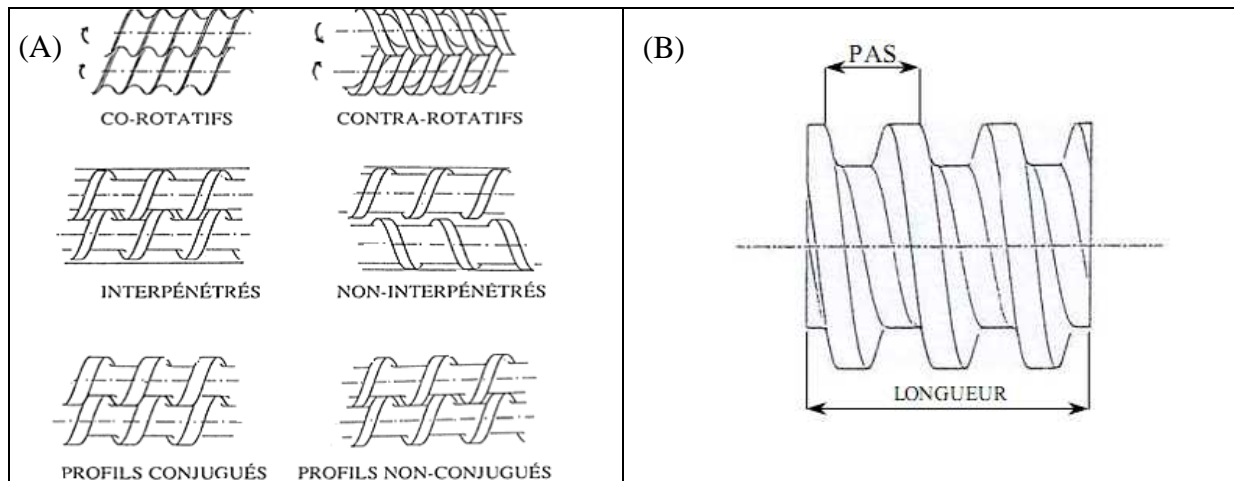 (A)
CO-ROTATIFS CONTRA-ROTATIFS
INTERPÉNÉTRÉS NON-INTERPÉNÉTRÉS
PROFILS CONJUGUÉS PROFILS NON-CONJUGUÉS
(B)
PAS
LONGUEUR